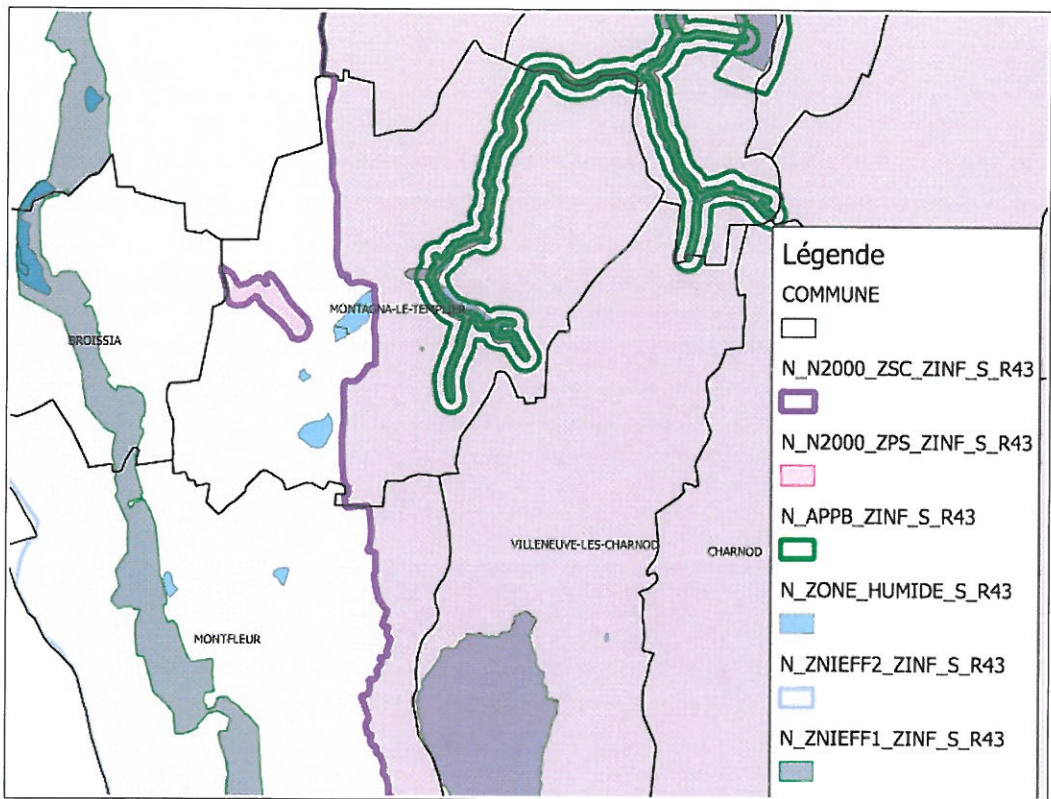 MONTAGNA-LE-TEMPLIER
BROISSIA
VILLENEUVE-LES-CHARNOD
CHARNOD
MONTFLEUR
Légende
COMMUNE
N_N2000_ZSC_ZINF_S_R43
N_N2000_ZPS_ZINF_S_R43
N_APPB_ZINF_S_R43
N_ZONE_HUMIDE_S_R43
N_ZNIEFF2_ZINF_S_R43
N_ZNIEFF1_ZINF_S_R43